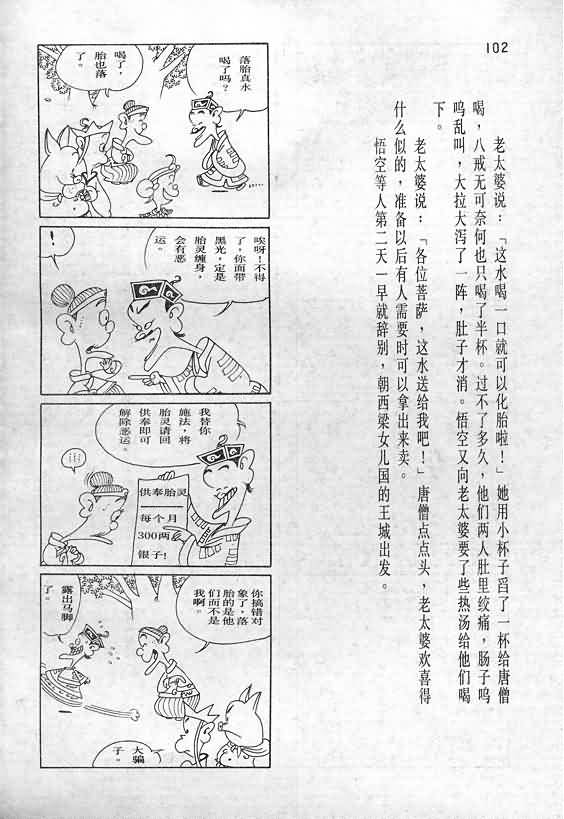 102
老太婆说：“这水喝一口就可以化胎啦！”她用小杯子舀了一杯给唐僧
喝，八戒无可奈何也只喝了半杯。过不了多久，他们两人肚里绞痛，肠子呜
呜乱叫，大拉大泻了一阵，肚子才消。悟空又问老太婆要了些热汤给他们喝
下。
老太婆说：“各位菩萨，这水送给我吧！”唐僧点点头，老太婆欢喜得
什么似的，准备以后有人需要时可以拿出来卖。
悟空等人第二天一早就辞别，朝西梁女儿国的王城出发。
落胎真水
喝了吗？
喝了，
胎也落
了。
唉呀！不得
了，你面带
黑光，定是
胎灵缠身，
会有恶
运。
！
我替你
施法，将
胎灵请回
供奉即可
解除恶运。
……
供奉胎灵
每个月
300两
银子！
你搞错对
象了，落
胎的是他
们而不是
我啊。
露出马脚
了。
大骗
子。